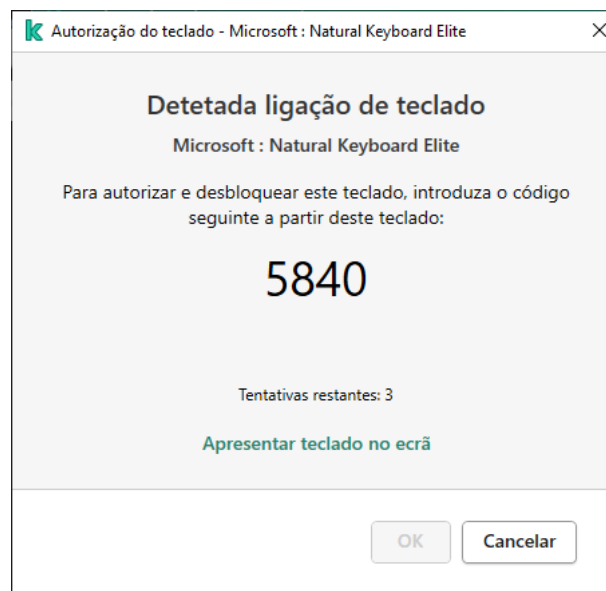 Autorização do teclado - Microsoft : Natural Keyboard Elite
Detetada ligação de teclado
Microsoft : Natural Keyboard Elite
Para autorizar e desbloquear este teclado, introduza o código
seguinte a partir deste teclado:
5840
Tentativas restantes: 3
Apresentar teclado no ecrã
OK
Cancelar